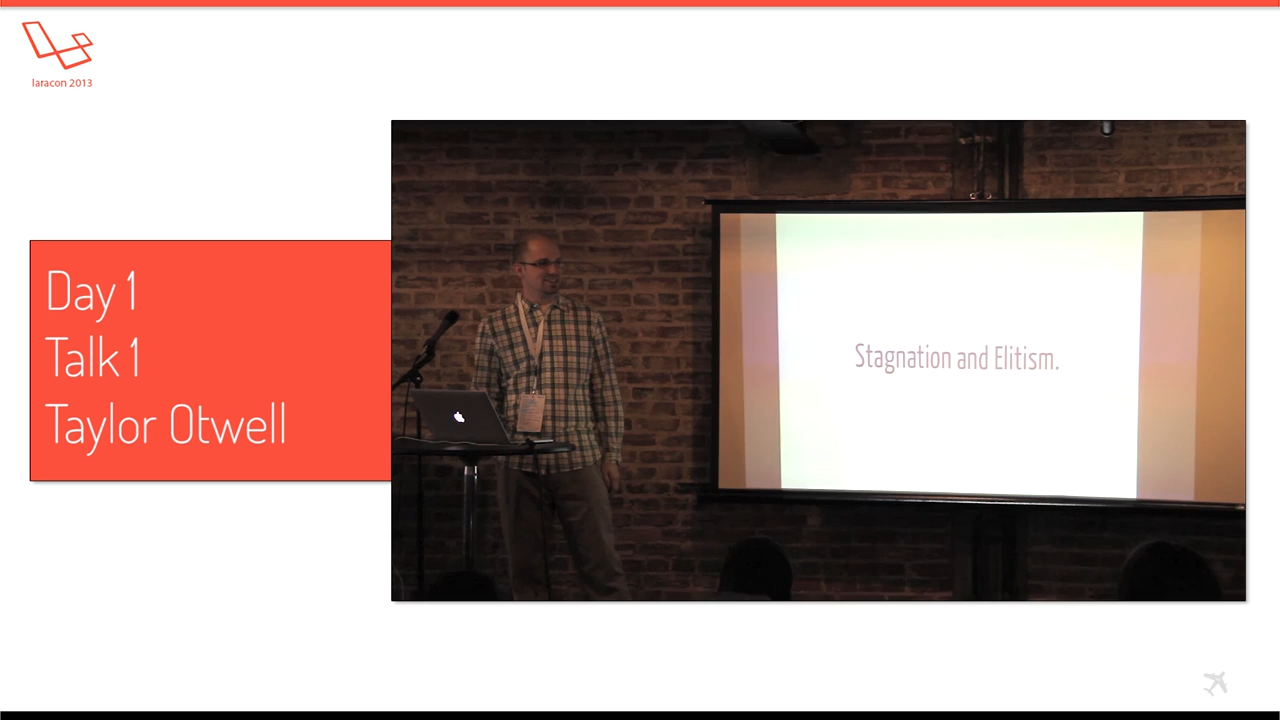 laracon 2013
Day 1
Talk 1
Taylor Otwell
Stagnation and Elitism.